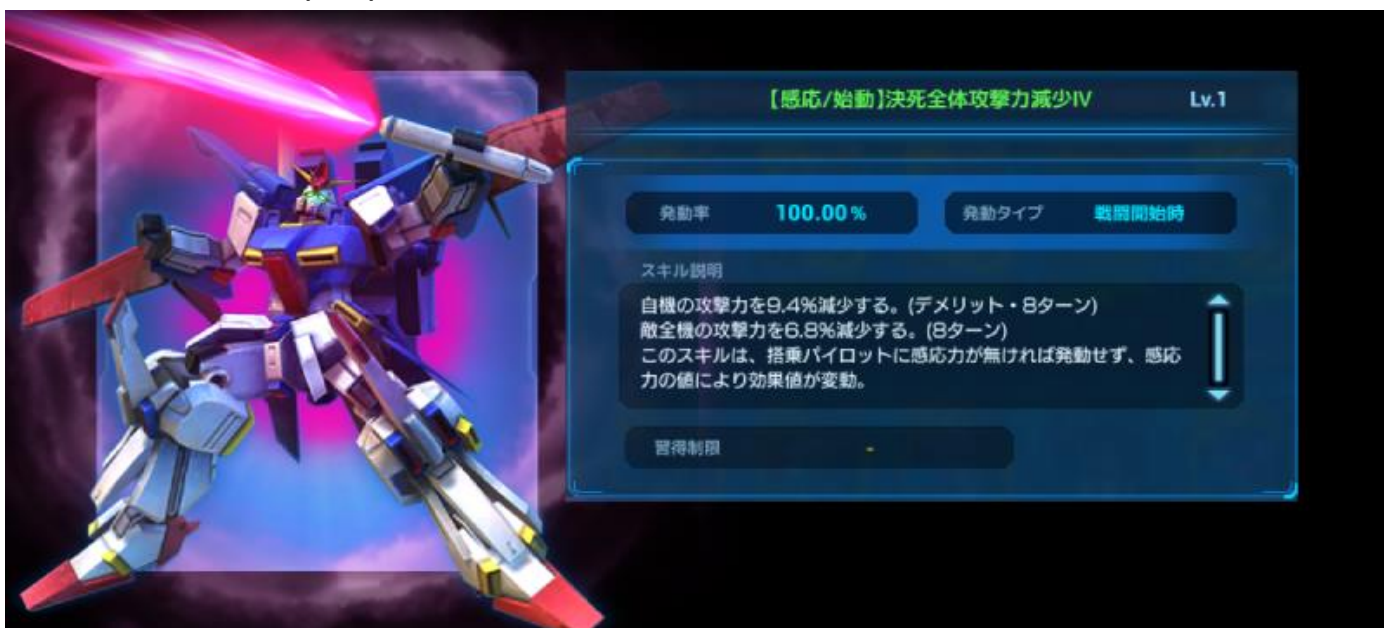 【感応/始動】決死全体攻撃力減少Ⅳ Lv.1
発動率 100.00% 発動タイプ 戦闘開始時
スキル説明
自機の攻撃力を9.4%減少する。(デメリット・8ターン)
敵全機の攻撃力を6.8%減少する。(8ターン)
このスキルは、搭乗パイロットに感応力が無ければ発動せず、感応
力の値により効果値が変動。
習得制限 -